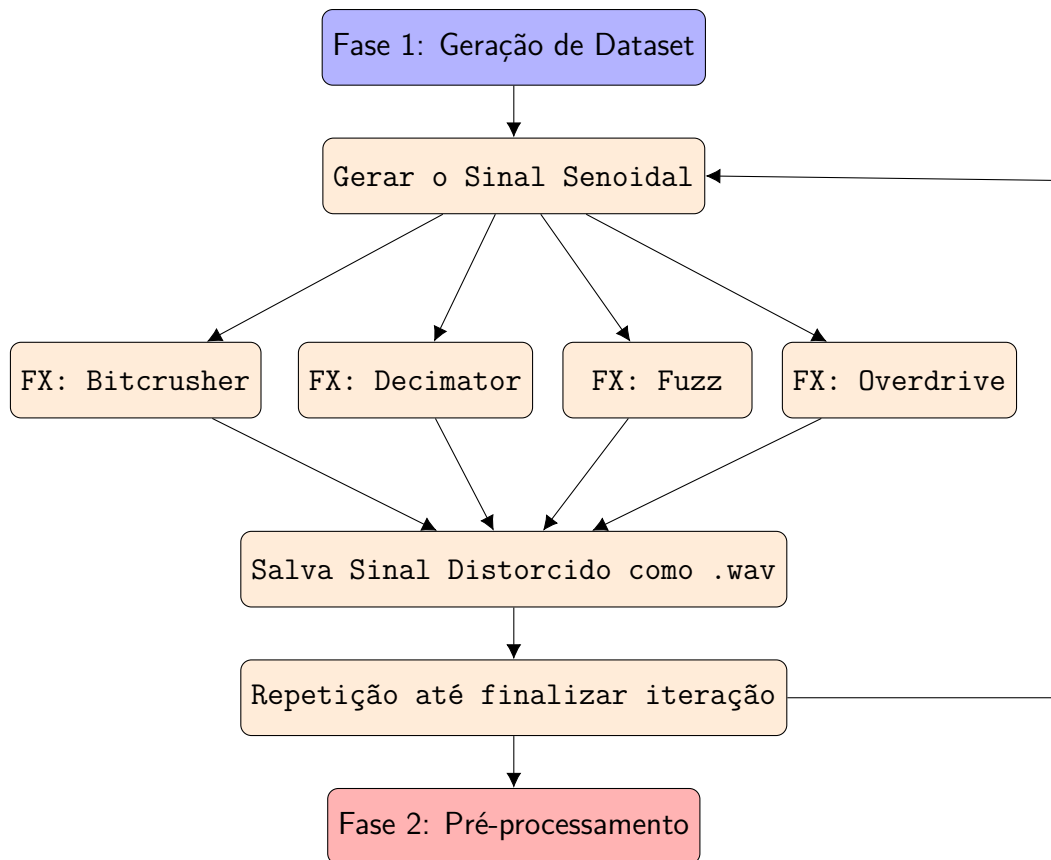 Fase 1: Geração de Dataset
Gerar o Sinal Senoidal
FX: Bitcrusher
FX: Decimator
FX: Fuzz
FX: Overdrive
Salva Sinal Distorcido como .wav
Repetição até finalizar iteração
Fase 2: Pré-processamento